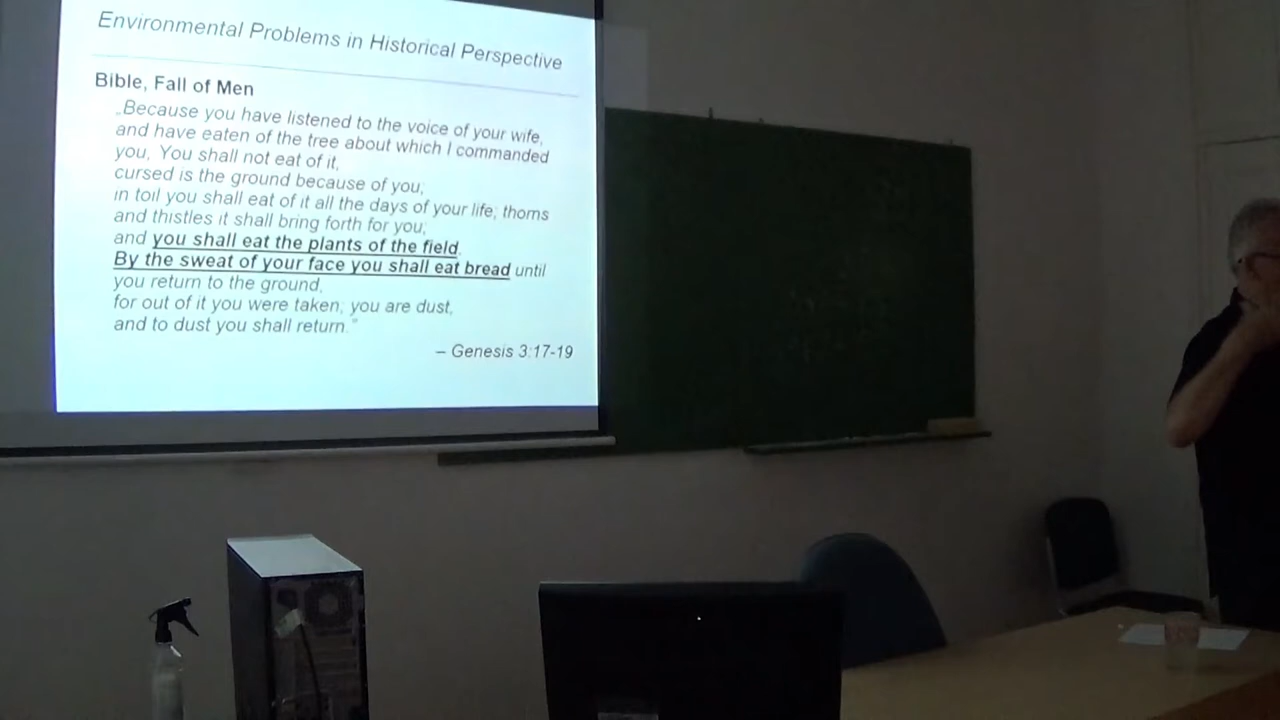 Environmental Problems in Historical Perspective
Bible, Fall of Men
„Because you have listened to the voice of your wife,
and have eaten of the tree about which I commanded
you, You shall not eat of it,
cursed is the ground because of you;
in toil you shall eat of it all the days of your life; thorns
and thistles it shall bring forth for you;
and you shall eat the plants of the field.
By the sweat of your face you shall eat bread until
you return to the ground,
for out of it you were taken; you are dust,
and to dust you shall return.“
– Genesis 3:17-19